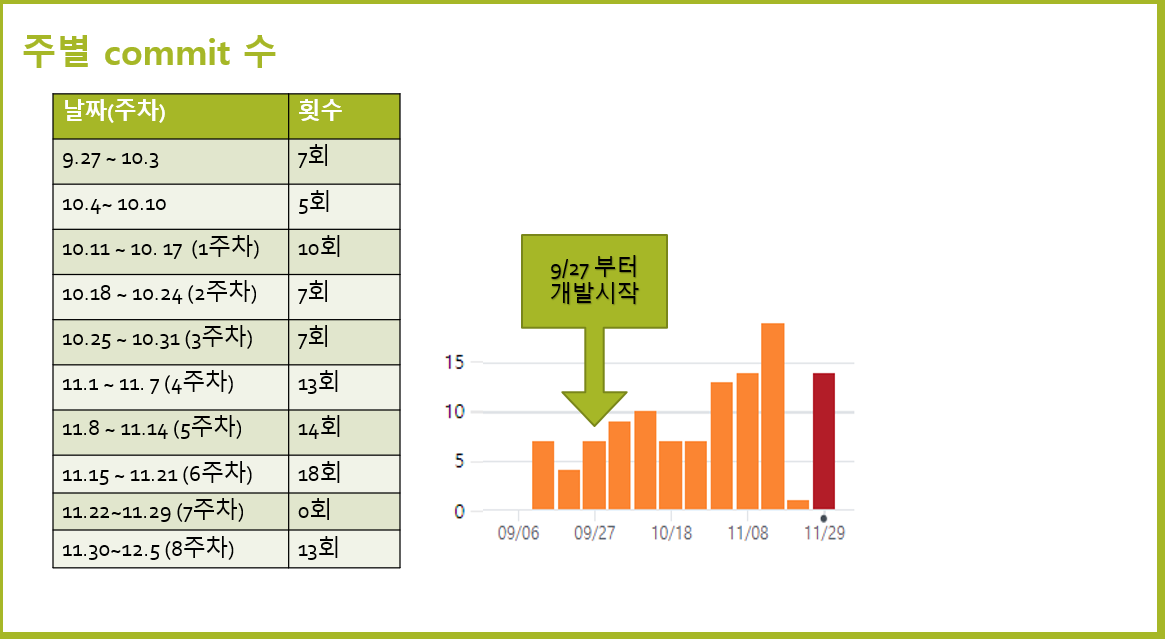 주별 commit 수
날짜(주차) 횟수
9.27 ~ 10.3 7회
10.4~ 10.10 5회
10.11 ~ 10. 17 (1주차) 10회
10.18 ~ 10.24 (2주차) 7회
10.25 ~ 10.31 (3주차) 7회
11.1 ~ 11. 7 (4주차) 13회
11.8 ~ 11.14 (5주차) 14회
11.15 ~ 11.21 (6주차) 18회
11.22~11.29 (7주차) 0회
11.30~12.5 (8주차) 13회
9/27 부터
개발시작
15
10
5
0
09/06 09/27 10/18 11/08 11/29